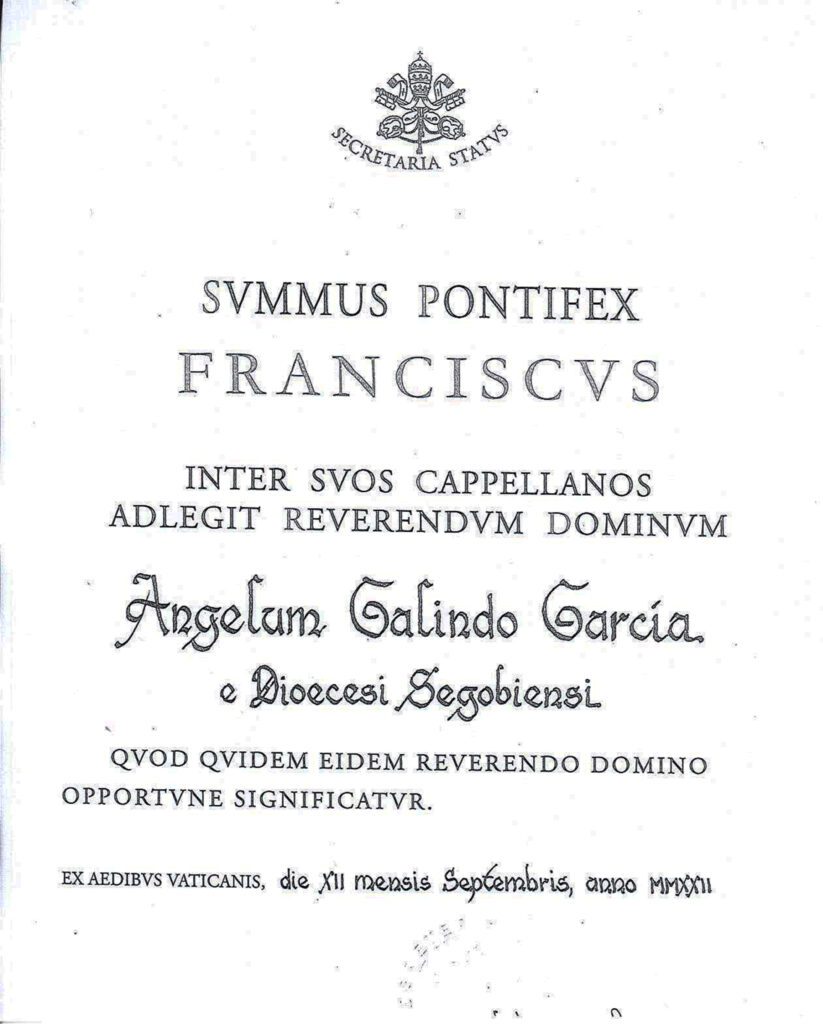 SECRETARIA STATVS
SVMMUS PONTIFEX
FRANCISCVS
INTER SVOS CAPPELLANOS
ADLEGIT REVERENDVM DOMINVM
Angelum Galindo García
e Dioecesi Segobiensi
QVOD QVIDEM EIDEM REVERENDO DOMINO
OPPORTVNE SIGNIFICATVR.
EX AEDIBVS VATICANIS, die XII mensis Septembris, anno MMXXII